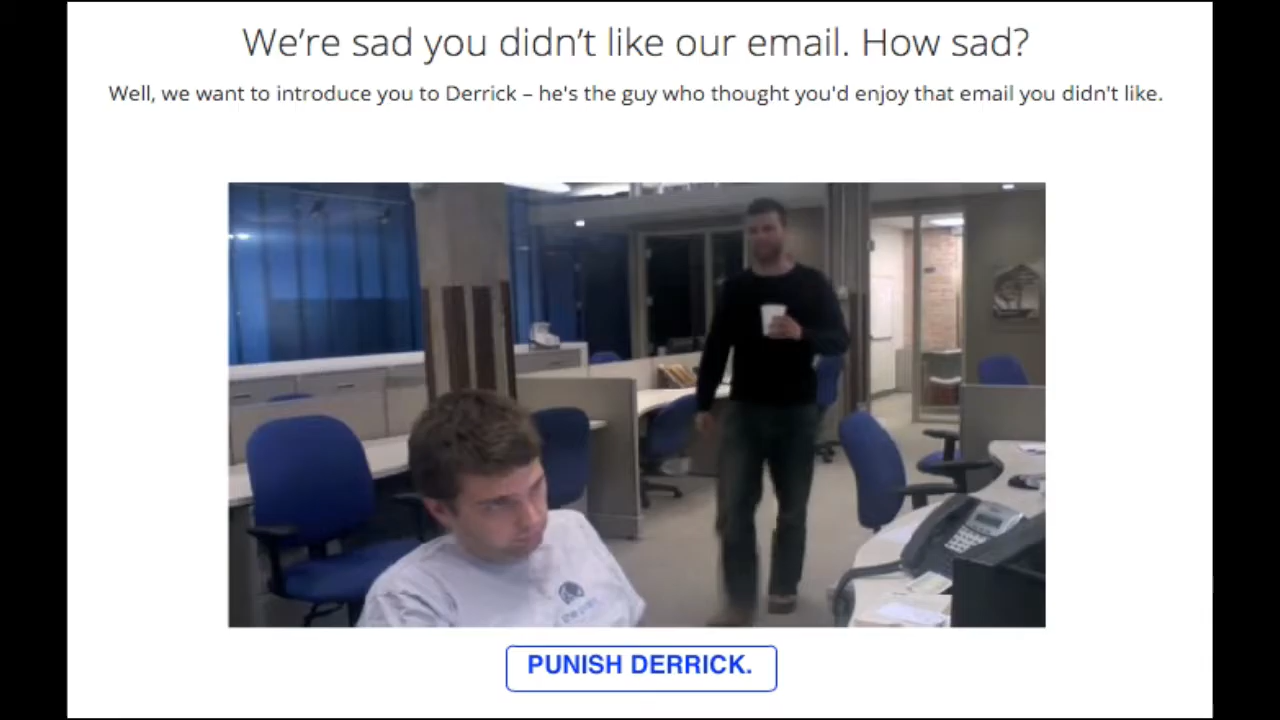 We're sad you didn't like our email. How sad?
Well, we want to introduce you to Derrick – he's the guy who thought you'd enjoy that email you didn't like.
PUNISH DERRICK.